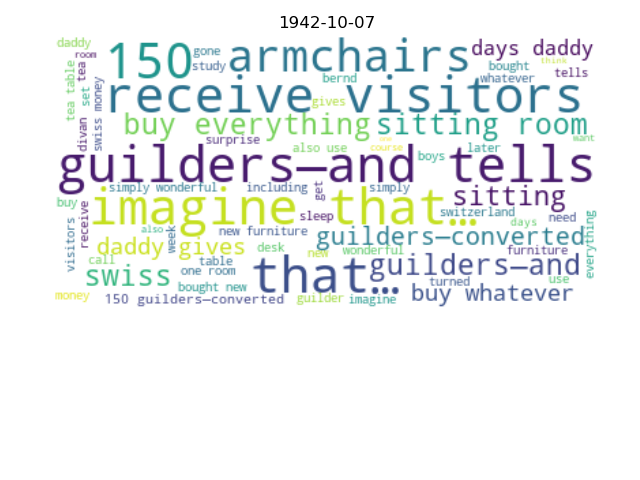 1942-10-07
daddy
room
150
gone
study
armchairs
days daddy
bought
think
tells
tea table
tea
set
swiss money
bernd
whatever
receive visitors
gives
divan
buy everything
sitting room
surprise
also use
course
boys
later
want
guilders—and tells
simply wonderful
including
get
simply
sitting
imagine that...
buy
receive
visitors
sleep
switzerland
days
need
everything
also
week
new furniture
guilders—converted
daddy gives
desk
new
wonderful
furniture
call
table
that...
guilders—and
swiss
one room
turned
use
bought new
buy whatever
money
150 guilders—converted
guilder
imagine